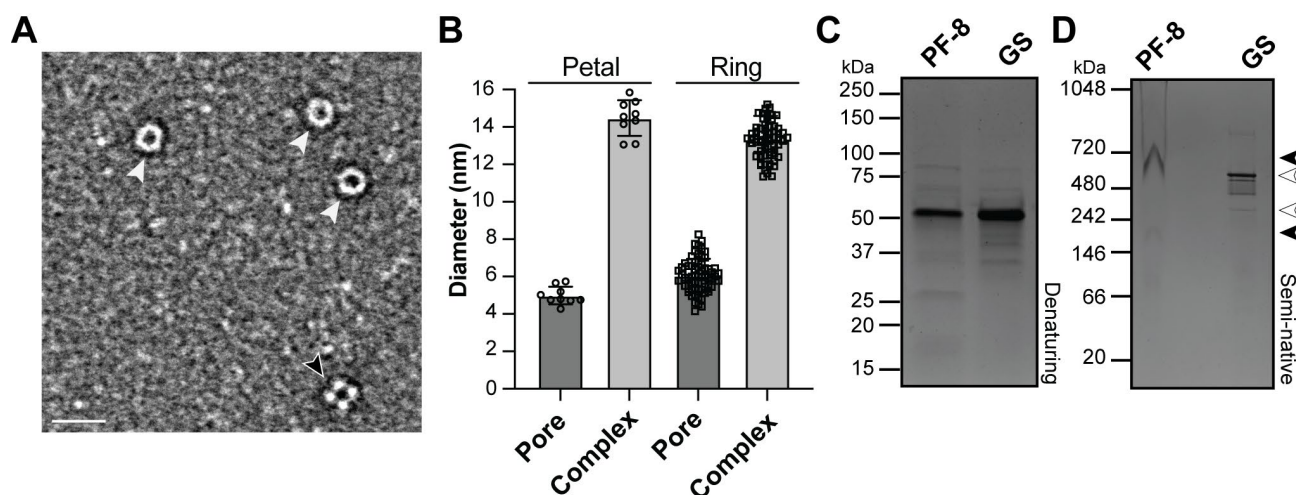 A
B
Petal
Ring
Diameter (nm)
16
14
12
10
8
6
4
2
0
Pore
Complex
Pore
Complex
C
PF-8
GS
kDa
250
150
100
75
50
37
25
20
15
Denaturing
D
PF-8
GS
kDa
1048
720
480
242
146
66
20
Semi-native